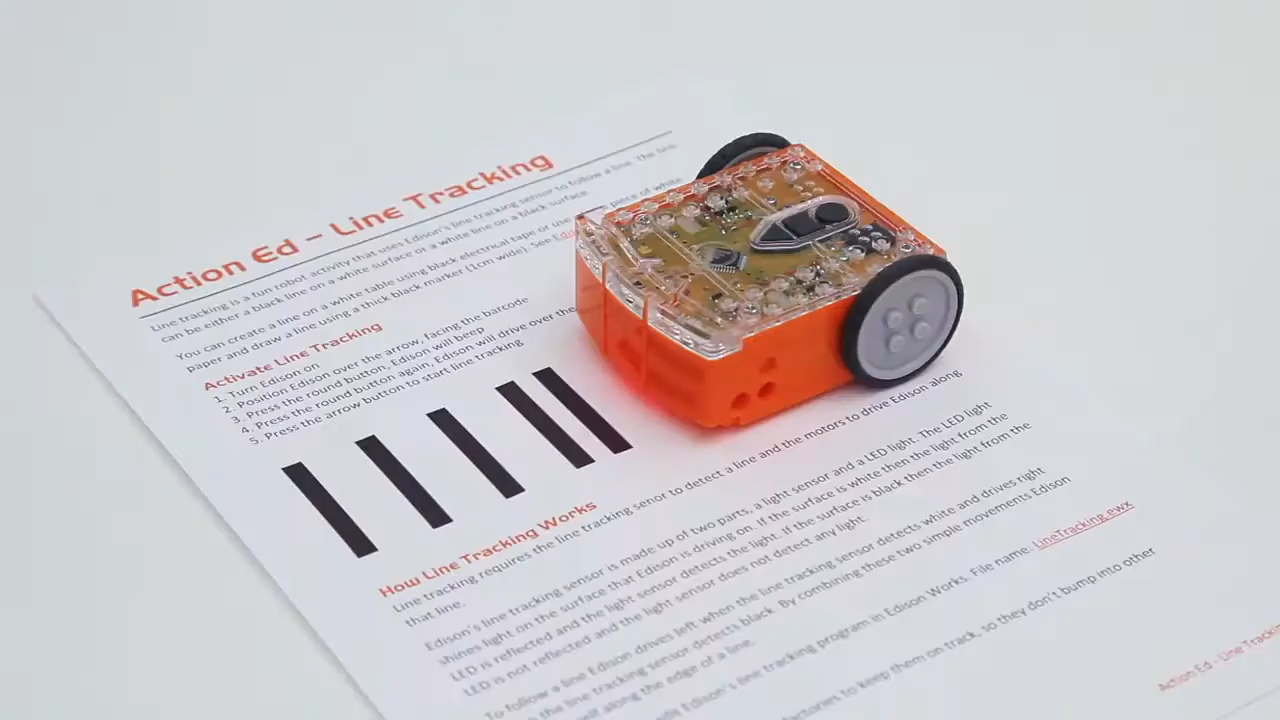 Action Ed – Line Tracking
Line tracking is a fun robot activity that uses Edison's line tracking sensor to follow a line. The line
can be either a black line on a white surface or a white line on a black surface.
You can create a line on a white table using black electrical tape or use piece of white
paper and draw a line using a thick black marker (1cm wide). See
Activate Line Tracking
1. Turn Edison on
2. Position Edison over the arrow, facing the barcode
3. Press the round button, Edison will beep
4. Press the round button again, Edison will drive over the
5. Press the arrow button to start line tracking
How Line Tracking Works
Line tracking requires the line tracking senor to detect a line and the motors to drive Edison along
that line.
Edison's line tracking sensor is made up of two parts, a light sensor and a LED light. The LED light
shines light on the surface that Edison is driving on. If the surface is white then the light from the
LED is reflected and the light sensor detects the light. If the surface is black then the light from the
LED is not reflected and the light sensor does not detect any light.
To follow a line Edison drives left when the line tracking sensor detects white and drives right
the line tracking sensor detects black. By combining these two simple movements Edison
along the edge of a line.
Edison's line tracking program in Edison Works. File name: LineTracking.ewx
factories to keep them on track, so they don't bump into other
Action Ed - Line